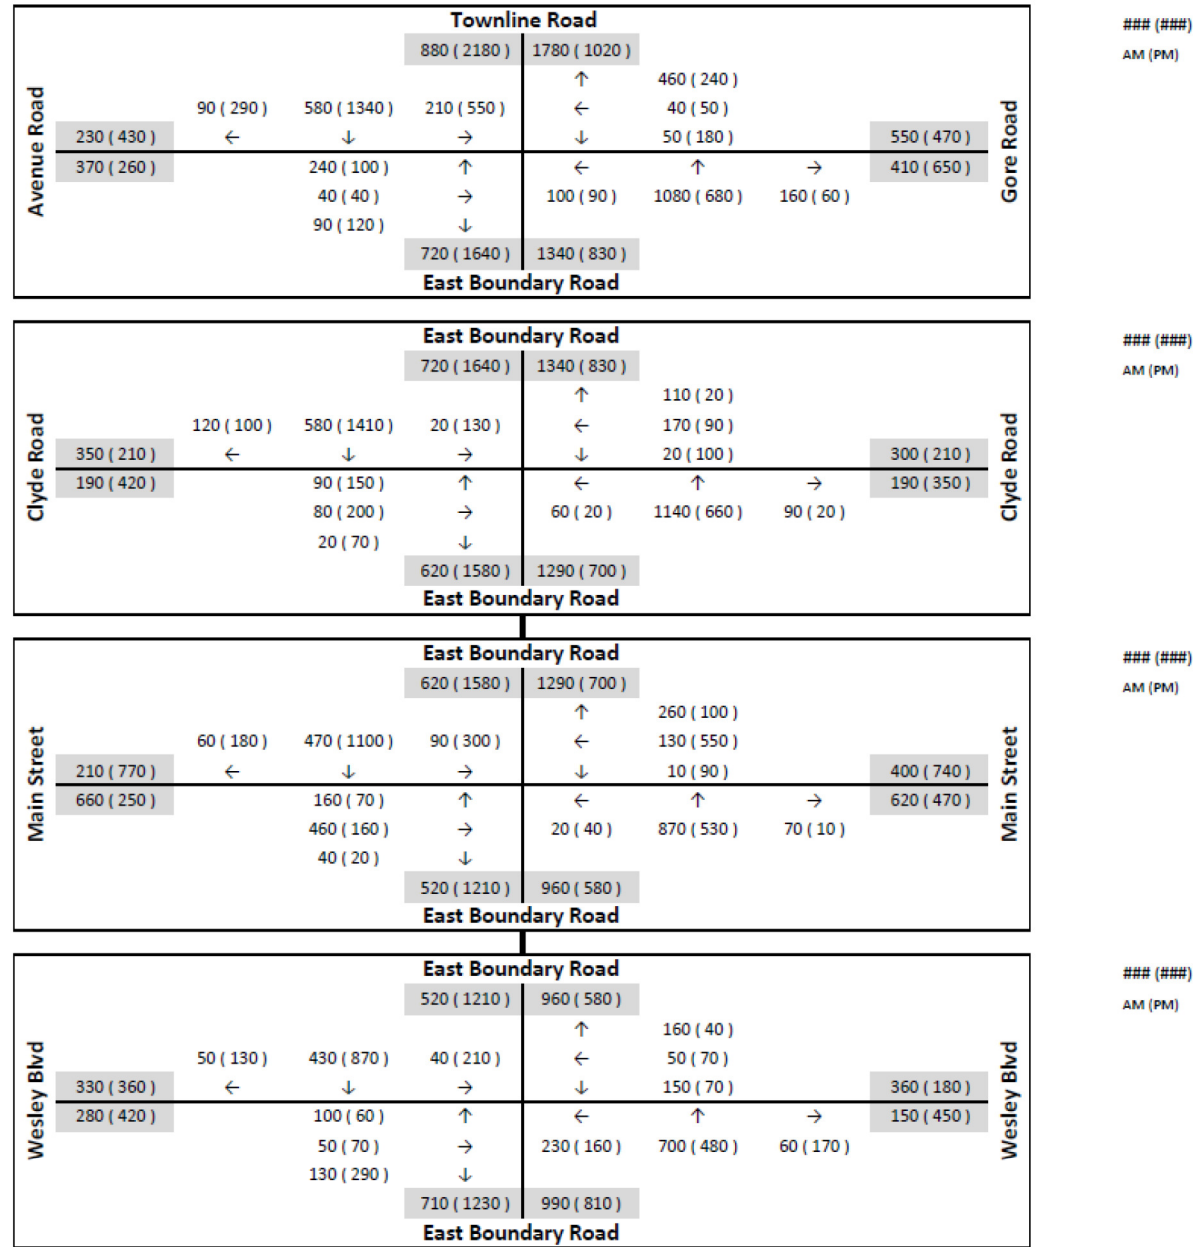 Townline Road
880 ( 2180 ) 1780 ( 1020 )
### (###)
AM (PM)
↑ 460 ( 240 )
90 ( 290 ) 580 ( 1340 ) 210 ( 550 ) ← 40 ( 50 )
230 ( 430 ) ← ↓ → ↓ 50 ( 180 ) 550 ( 470 )
370 ( 260 ) 240 ( 100 ) ↑ ← ↑ → 410 ( 650 )
40 ( 40 ) → 100 ( 90 ) 1080 ( 680 ) 160 ( 60 )
90 ( 120 ) ↓
720 ( 1640 ) 1340 ( 830 )
East Boundary Road
Avenue Road
Gore Road
East Boundary Road
720 ( 1640 ) 1340 ( 830 )
### (###)
AM (PM)
↑ 110 ( 20 )
120 ( 100 ) 580 ( 1410 ) 20 ( 130 ) ← 170 ( 90 )
350 ( 210 ) ← ↓ → ↓ 20 ( 100 ) 300 ( 210 )
190 ( 420 ) 90 ( 150 ) ↑ ← ↑ → 190 ( 350 )
80 ( 200 ) → 60 ( 20 ) 1140 ( 660 ) 90 ( 20 )
20 ( 70 ) ↓
620 ( 1580 ) 1290 ( 700 )
East Boundary Road
Clyde Road
Clyde Road
East Boundary Road
620 ( 1580 ) 1290 ( 700 )
### (###)
AM (PM)
↑ 260 ( 100 )
60 ( 180 ) 470 ( 1100 ) 90 ( 300 ) ← 130 ( 550 )
210 ( 770 ) ← ↓ → ↓ 10 ( 90 ) 400 ( 740 )
660 ( 250 ) 160 ( 70 ) ↑ ← ↑ → 620 ( 470 )
460 ( 160 ) → 20 ( 40 ) 870 ( 530 ) 70 ( 10 )
40 ( 20 ) ↓
520 ( 1210 ) 960 ( 580 )
East Boundary Road
Main Street
Main Street
East Boundary Road
520 ( 1210 ) 960 ( 580 )
### (###)
AM (PM)
↑ 160 ( 40 )
50 ( 130 ) 430 ( 870 ) 40 ( 210 ) ← 50 ( 70 )
330 ( 360 ) ← ↓ → ↓ 150 ( 70 ) 360 ( 180 )
280 ( 420 ) 100 ( 60 ) ↑ ← ↑ → 150 ( 450 )
50 ( 70 ) → 230 ( 160 ) 700 ( 480 ) 60 ( 170 )
130 ( 290 ) ↓
710 ( 1230 ) 990 ( 810 )
East Boundary Road
Wesley Blvd
Wesley Blvd